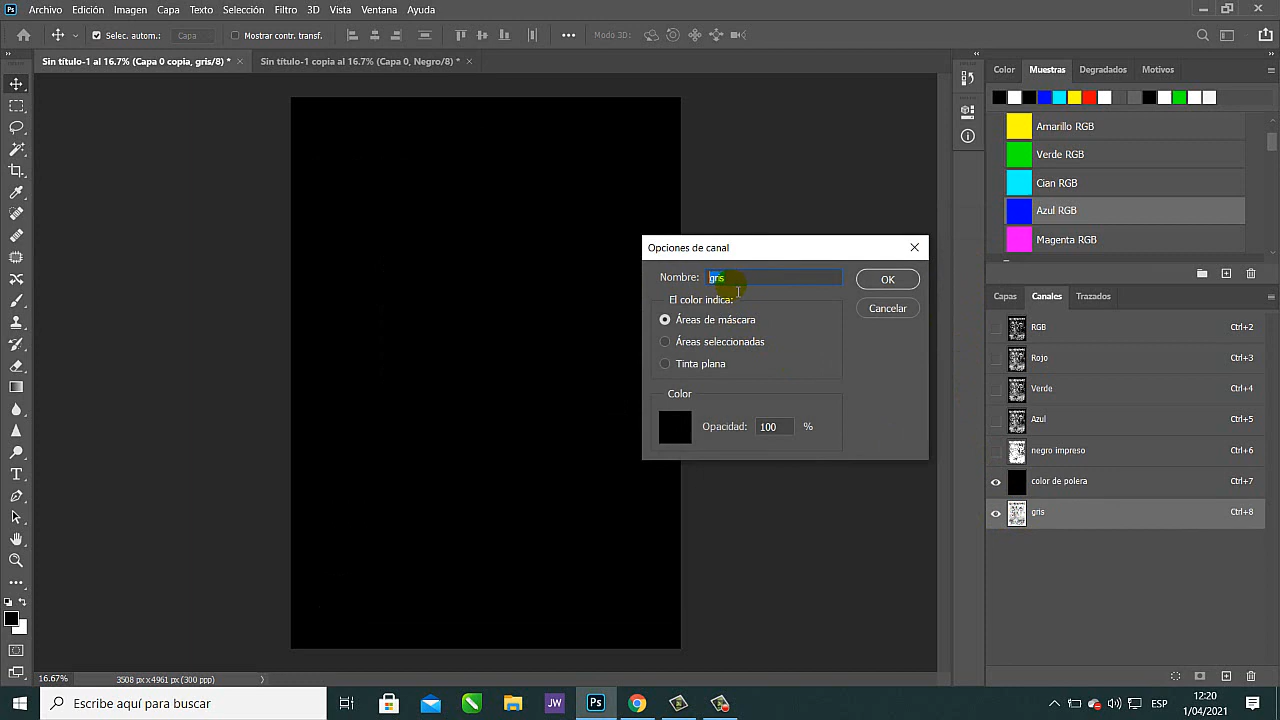 Ps Archivo Edición Imagen Capa Texto Selección Filtro 3D Vista Ventana Ayuda
Selec. autom.: Capa Mostrar contr. transf. Modo 3D:
Sin título-1 al 16.7% (Capa 0 copia, gris/8) * Sin título-1 copia al 16.7% (Capa 0, Negro/8) *
Color Muestras Degradados Motivos
Amarillo RGB
Verde RGB
Cian RGB
Azul RGB
Magenta RGB
Opciones de canal
Nombre: gris OK
El color indica:
Cancelar
Áreas de máscara
Áreas seleccionadas
Tinta plana
Color
Opacidad: 100 %
Capas Canales Trazados
RGB Ctrl+2
Rojo Ctrl+3
Verde Ctrl+4
Azul Ctrl+5
negro impreso Ctrl+6
color de polera Ctrl+7
gris Ctrl+8
16.67% 3508 px x 4961 px (300 ppp)
Escribe aquí para buscar
JW
Ps
ESP
12:20
1/04/2021